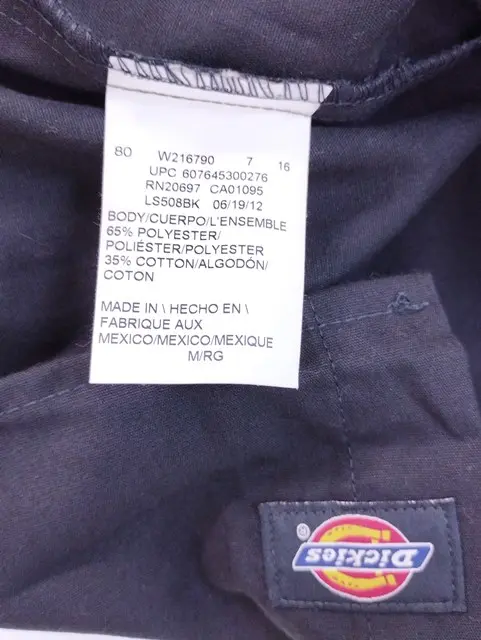 80 W216790 7 16
UPC 607645300276
RN20697 CA01095
LS508BK 06/19/12
BODY/CUERPO/L'ENSEMBLE
65% POLYESTER/
POLIÉSTER/POLYESTER
35% COTTON/ALGODÓN/
COTON
MADE IN \ HECHO EN \
FABRIQUE AUX
MEXICO/MEXICO/MEXIQUE
M/RG
Dickies
®